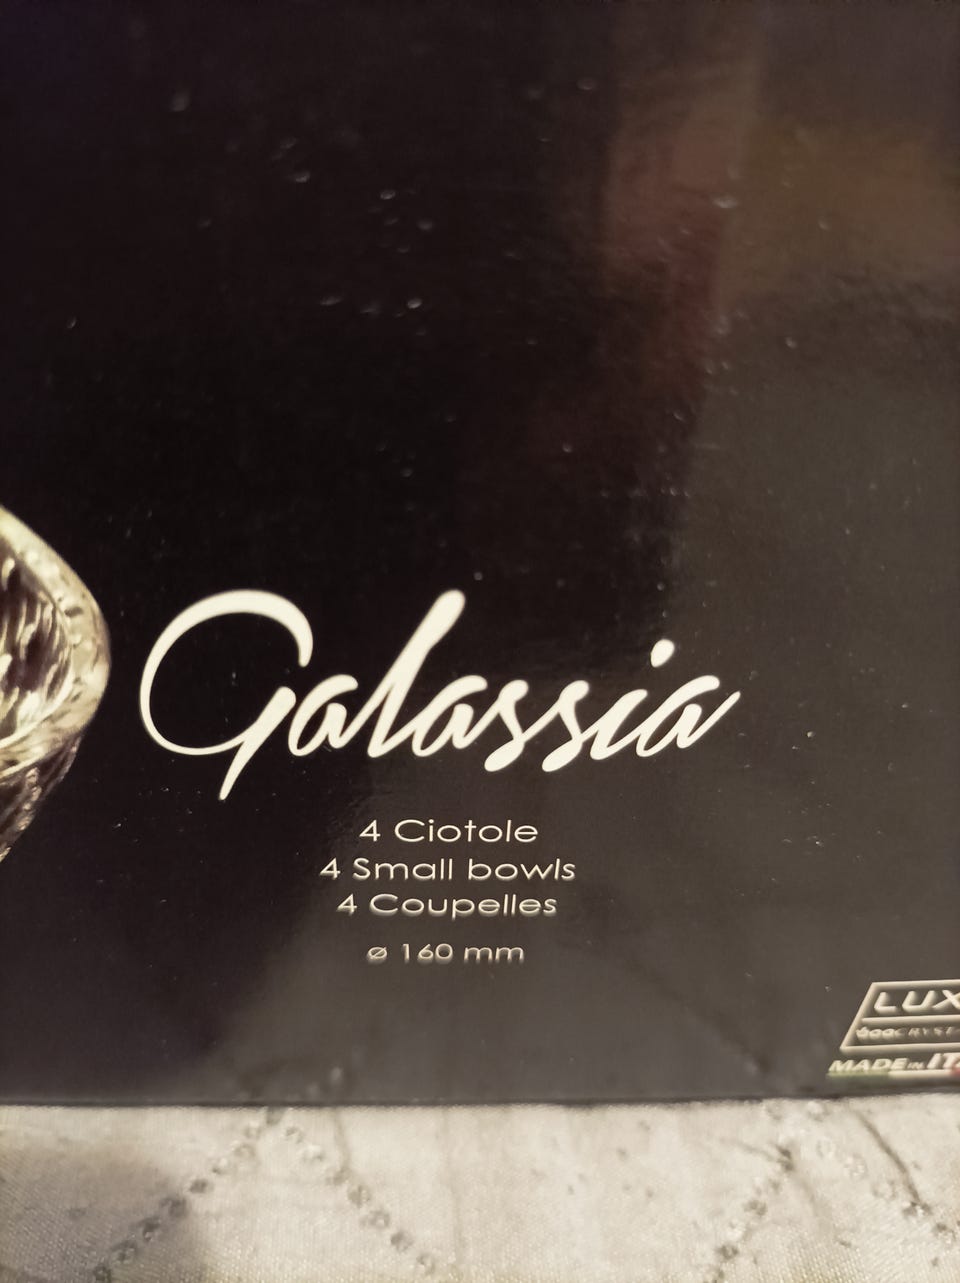 Galassia
4 Ciotole
4 Small bowls
4 Coupelles
ø 160 mm
LUX
MADE IN